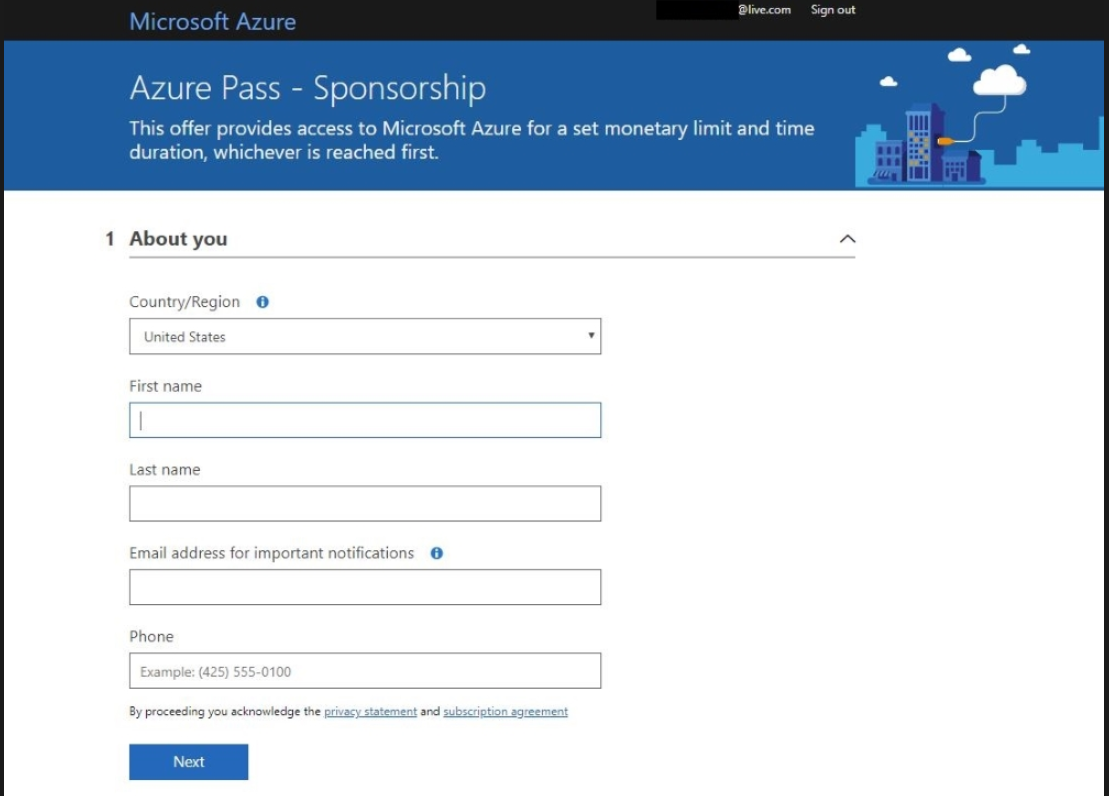 Microsoft Azure
@live.com Sign out
Azure Pass - Sponsorship
This offer provides access to Microsoft Azure for a set monetary limit and time
duration, whichever is reached first.
1 About you
Country/Region
United States
First name
Last name
Email address for important notifications
Phone
Example: (425) 555-0100
By proceeding you acknowledge the privacy statement and subscription agreement
Next